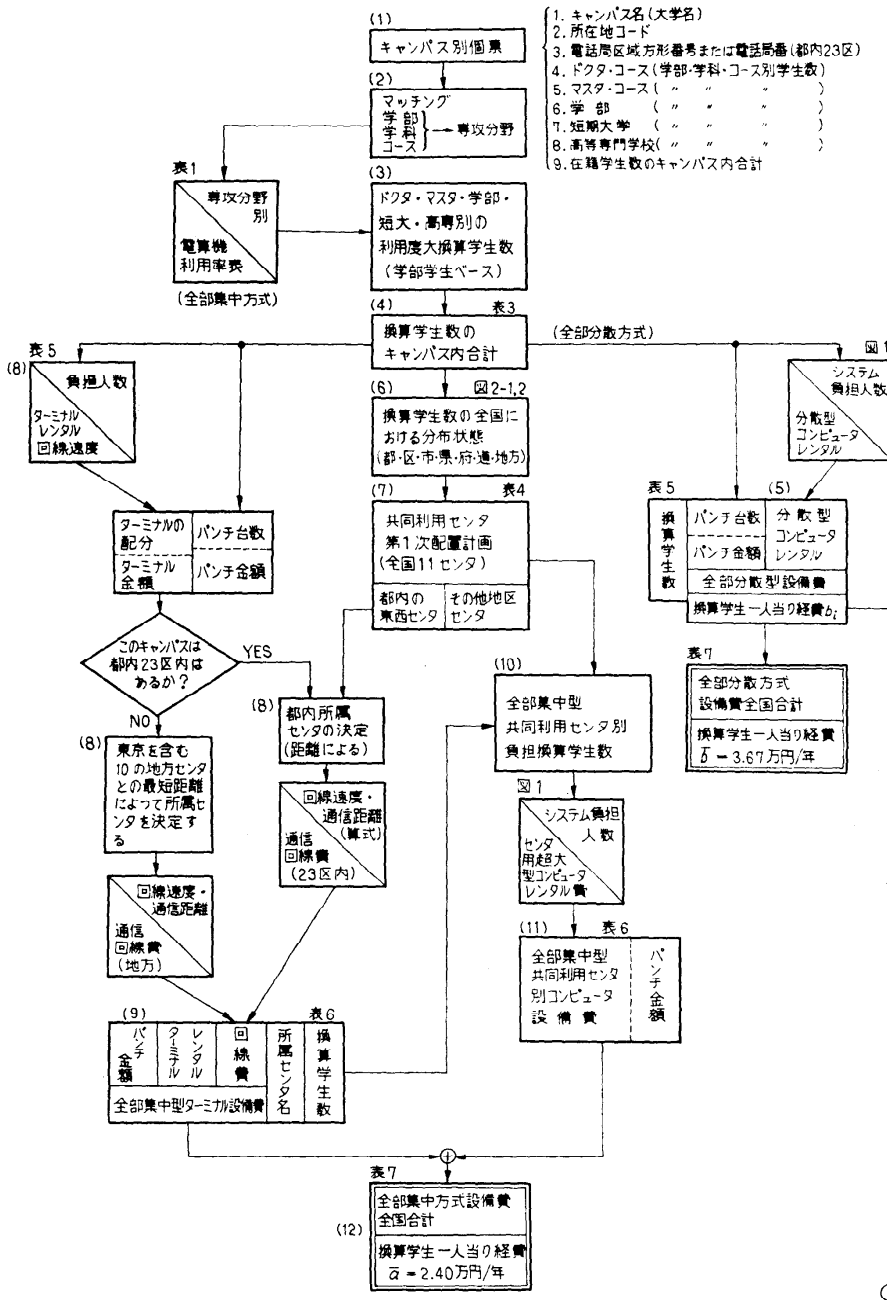 (1)
キャンパス別個票
1. キャンパス名(大学名)
2. 所在地コード
3. 電話局区域方形番号または電話局番(都内23区)
4. ドクタ・コース(学部・学科・コース別学生数)
5. マスタ・コース( 〃 〃 〃 )
6. 学部 ( 〃 〃 〃 )
7. 短期大学 ( 〃 〃 〃 )
8. 高等専門学校( 〃 〃 〃 )
9. 在籍学生数のキャンパス内合計
(2)
マッチング
学部
学科
コース
専攻分野
表1
専攻分野
別
電算機
利用率表
(全部集中方式)
(3)
ドクタ・マスタ・学部・
短大・高専別の
利用度大換算学生数
(学部学生ベース)
(4) 表3
換算学生数の
キャンパス内合計
(全部分散方式)
表5
(8)
負担人数
ターミナル
レンタル
回線速度
(6) 図2-1,2
換算学生数の全国に
おける分布状態
(都・区・市・県・府・道・地方)
図1
システム
負担人数
分散型
コンピュータ
レンタル
ターミナルの
配分
ターミナル
金額
パンチ台数
パンチ金額
(7) 表4
共同利用センタ
第1次配置計画
(全国11センタ)
都内の
東西センタ
その他地区
センタ
表5 (5)
換算学生数
パンチ台数
パンチ金額
分散型
コンピュータ
レンタル
全部分散型設備費
換算学生一人当り経費bi
表7
全部分散方式
設備費全国合計
換算学生一人当り経費
b̄ = 3.67万円/年
このキャンパスは
都内23区内は
あるか?
YES
NO
(8)
東京を含む
10の地方センタ
との最短距離
によって所属セ
ンタを決定す
る
(8)
都内所属
センタの決定
(距離による)
回線速度・
通信距離
(算式)
通信
回線費
(23区内)
回線速度・
通信距離
通信
回線費
(地方)
(10)
全部集中型
共同利用センタ別
負担換算学生数
図1
システム負担
人数
センタ
用超大
型コンピュータ
レンタル費
(11) 表6
全部集中型
共同利用センタ
別コンピュータ
設備費
パンチ金額
(9) 表6
パンチ
金額
ターミナル
レンタル
回線費
所属センタ名
換算学生数
全部集中型ターミナル設備費
表7
(12)
全部集中方式設備費
全国合計
換算学生一人当り経費
ā = 2.40万円/年